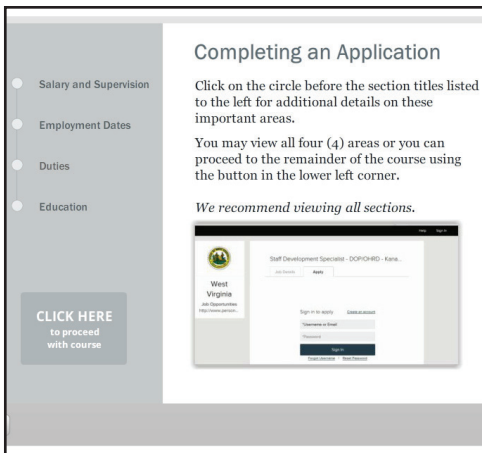 Completing an Application
Salary and Supervision
Employment Dates
Duties
Education
CLICK HERE
to proceed
with course
Click on the circle before the section titles listed
to the left for additional details on these
important areas.
You may view all four (4) areas or you can
proceed to the remainder of the course using
the button in the lower left corner.
We recommend viewing all sections.
Help Sign In
Staff Development Specialist - DOP/OHRD - Kana...
Job Details Apply
West
Virginia
Job Opportunities
Sign in to apply Create an account
*Username or Email
*Password
Sign In
Forgot Username Reset Password